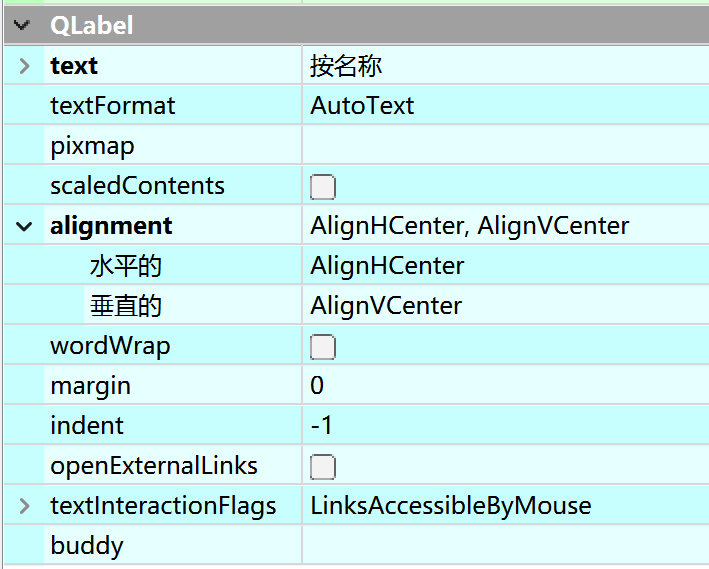 QLabel
text 按名称
textFormat AutoText
pixmap
scaledContents
alignment AlignHCenter, AlignVCenter
水平的 AlignHCenter
垂直的 AlignVCenter
wordWrap
margin 0
indent -1
openExternalLinks
textInteractionFlags LinksAccessibleByMouse
buddy